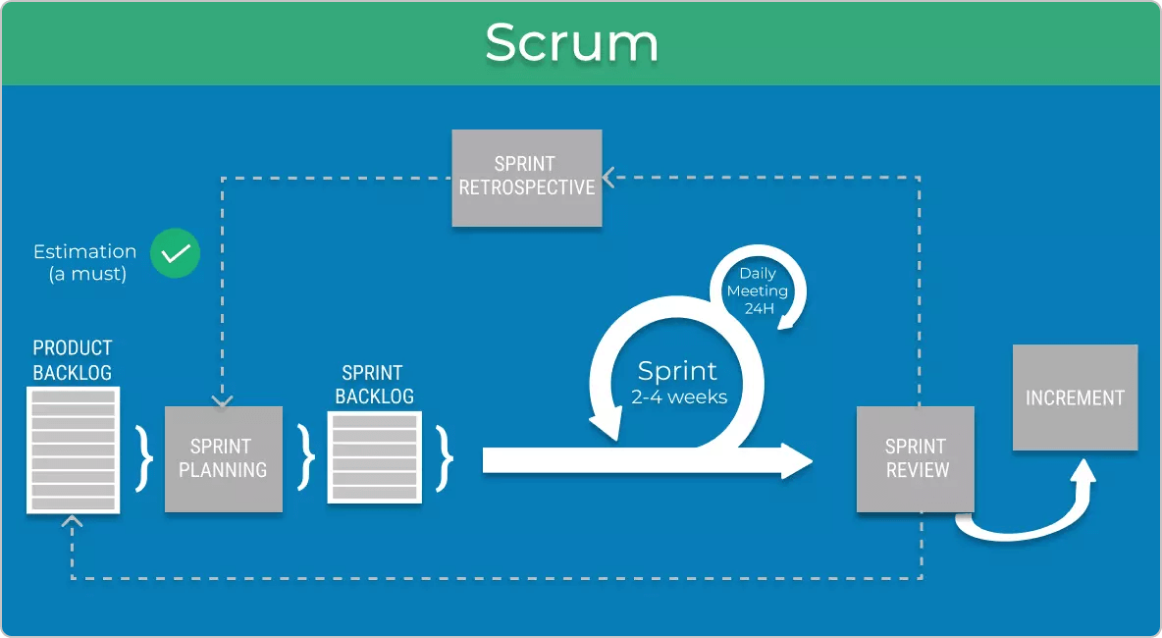 Scrum
SPRINT
RETROSPECTIVE
Estimation
(a must)
Daily
Meeting
24H
PRODUCT
BACKLOG
SPRINT
BACKLOG
Sprint
2-4 weeks
SPRINT
PLANNING
SPRINT
REVIEW
INCREMENT